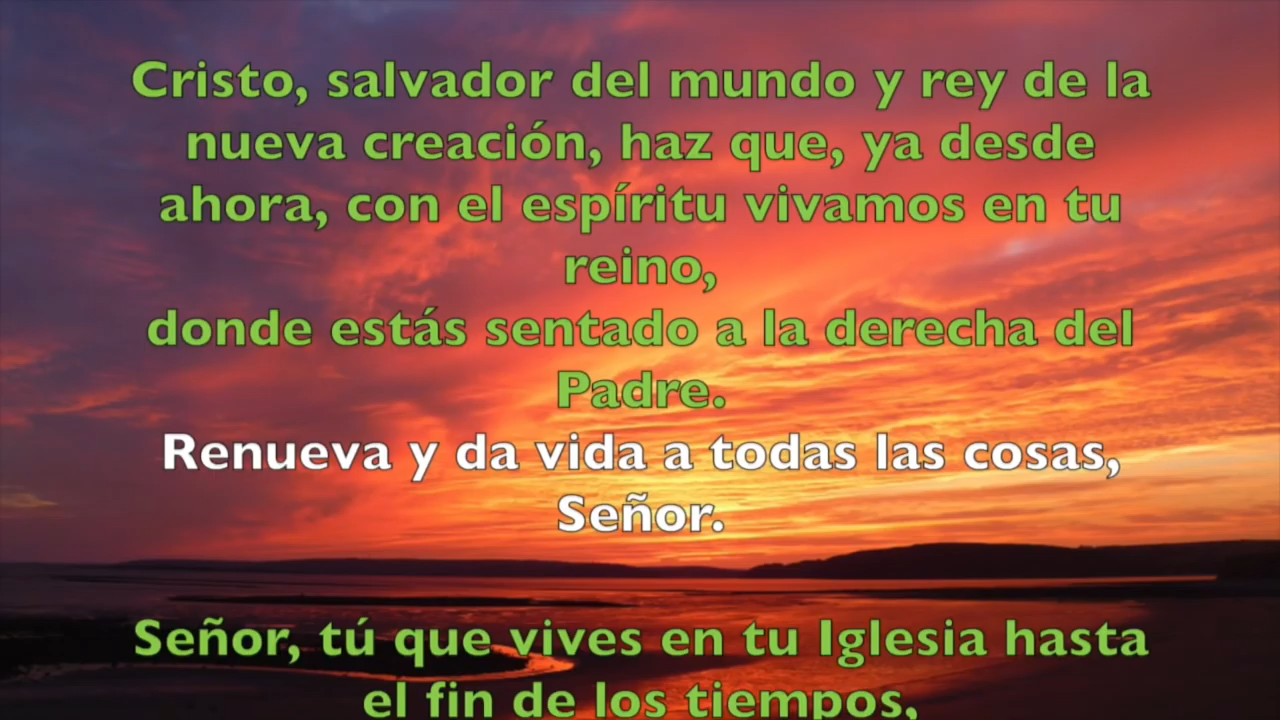 Cristo, salvador del mundo y rey de la
nueva creación, haz que, ya desde
ahora, con el espíritu vivamos en tu
reino,
donde estás sentado a la derecha del
Padre.
Renueva y da vida a todas las cosas,
Señor.
Señor, tú que vives en tu Iglesia hasta
el fin de los tiempos,